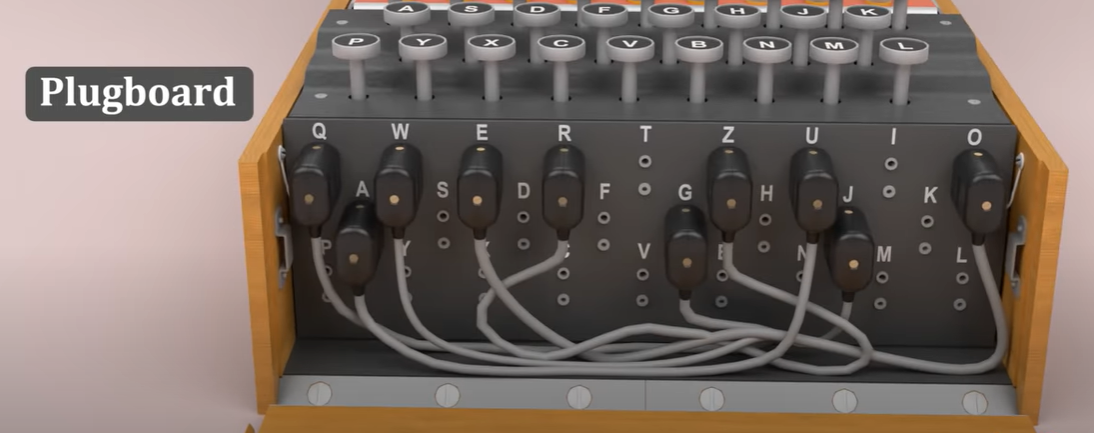 Plugboard
A S D F G H J K
P Y X C V B N M L
Q W E R T Z U I O
A S D F G H J K
P Y V N M L